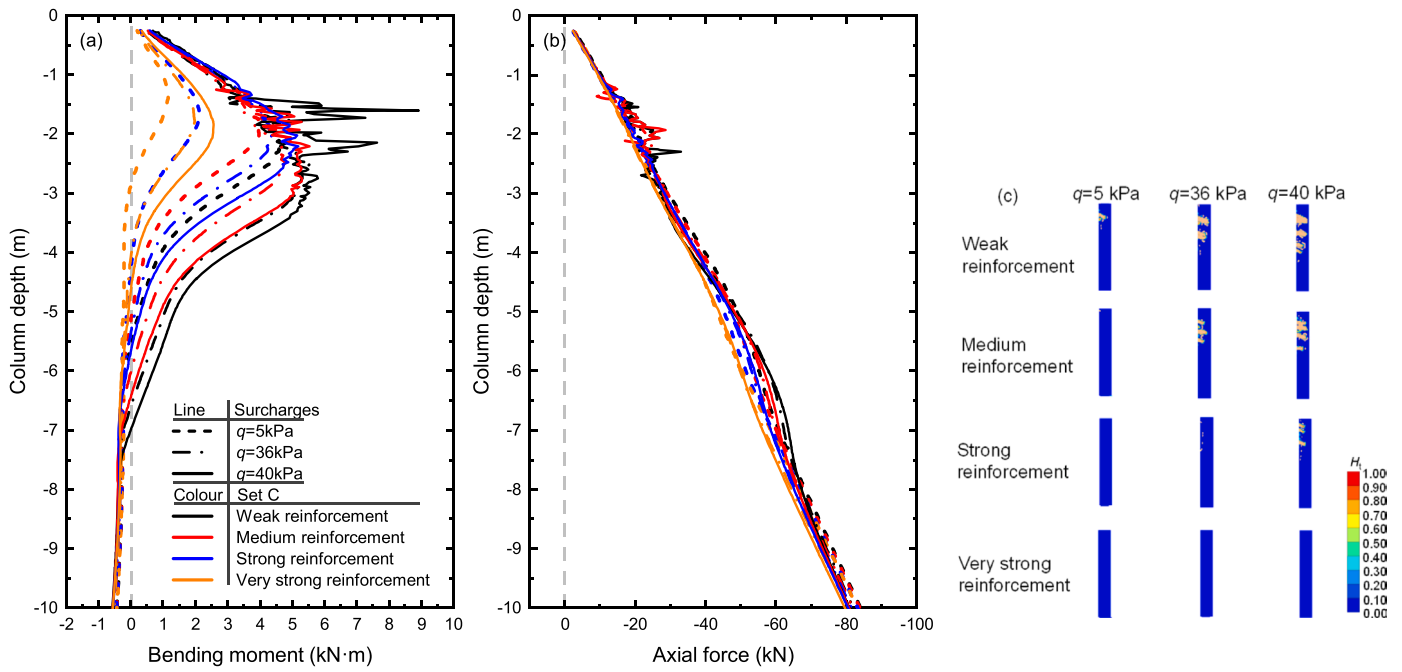 (a)
Column depth (m)
0
-1
-2
-3
-4
-5
-6
-7
-8
-9
-10
Line Surcharges
q=5kPa
q=36kPa
q=40kPa
Colour Set C
Weak reinforcement
Medium reinforcement
Strong reinforcement
Very strong reinforcement
-2 -1 0 1 2 3 4 5 6 7 8 9 10
Bending moment (kN·m)
(b)
Column depth (m)
0
-1
-2
-3
-4
-5
-6
-7
-8
-9
-10
0 -20 -40 -60 -80 -100
Axial force (kN)
(c) q=5 kPa q=36 kPa q=40 kPa
Weak
reinforcement
Medium
reinforcement
Strong
reinforcement
Very strong
reinforcement
Ht
1.00
0.90
0.80
0.70
0.60
0.50
0.40
0.30
0.20
0.10
0.00